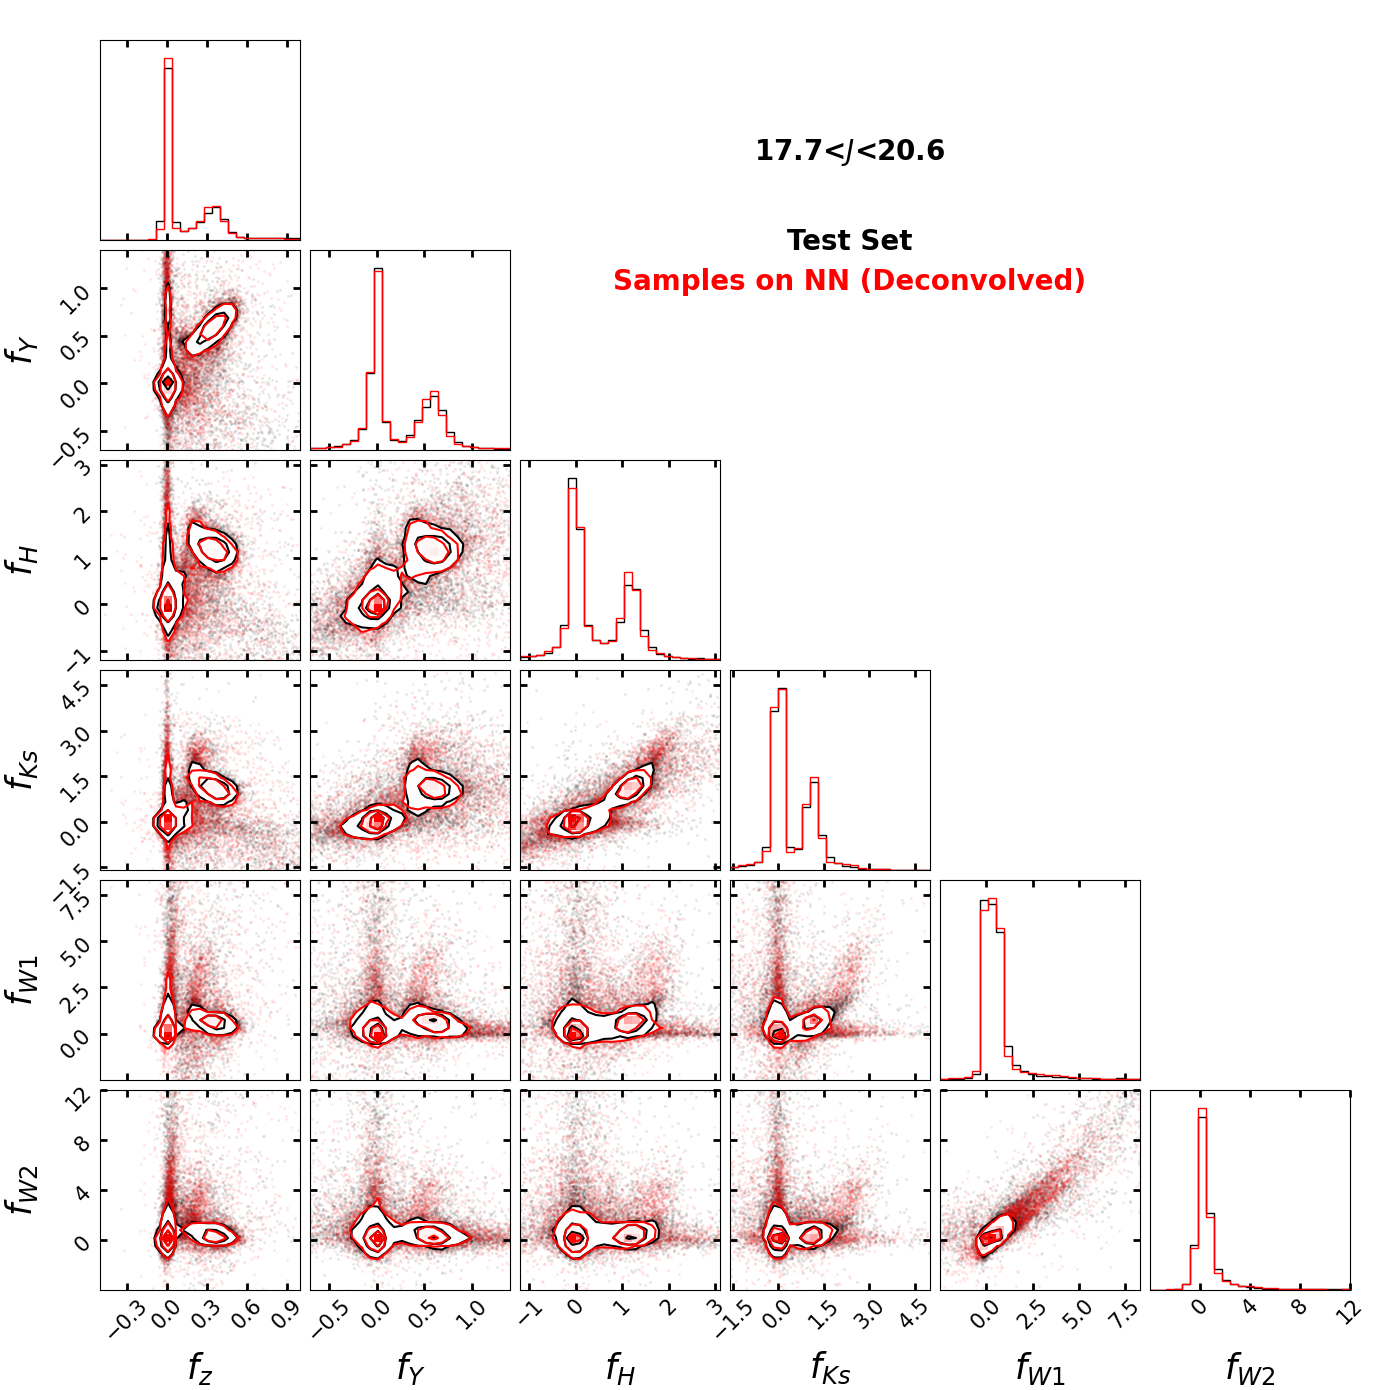 17.7<J<20.6
Test Set
Samples on NN (Deconvolved)
f_Y
1.0
0.5
0.0
−0.5
f_H
3
2
1
0
−1
f_Ks
4.5
3.0
1.5
0.0
−1.5
f_W1
7.5
5.0
2.5
0.0
f_W2
12
8
4
0
−0.3 0.0 0.3 0.6 0.9
−0.5 0.0 0.5 1.0
−1 0 1 2 3
−1.5 0.0 1.5 3.0 4.5
0.0 2.5 5.0 7.5
0 4 8 12
f_z f_Y f_H f_Ks f_W1 f_W2